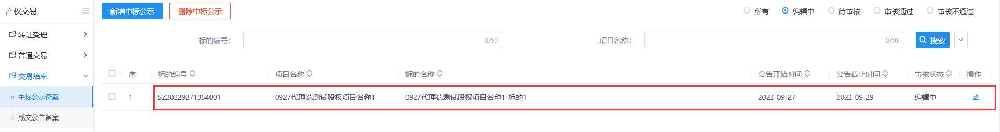 产权交易
转让受理
普通交易
交易结束
中标公示备案
成交公告备案
新增中标公示 删除中标公示 所有 编辑中 待审核 审核通过 审核不通过
标的编号： 0/50 项目名称： 0/50 搜索
序 标的编号 项目名称 标的名称 公告开始时间 公告截止时间 审核状态 操作
1 SZ20229271354001 0927代理端测试股权项目名称1 0927代理端测试股权项目名称1-标的1 2022-09-27 2022-09-29 编辑中